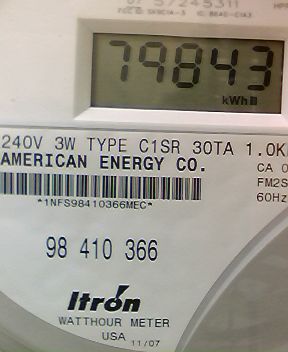 57245311
79843
kWh
240V 3W TYPE C1SR 30TA 1.0K
AMERICAN ENERGY CO.
CA 0
FM2S
60Hz
*1NFS98410366MEC*
98 410 366
Itron
WATTHOUR METER
USA 11/07